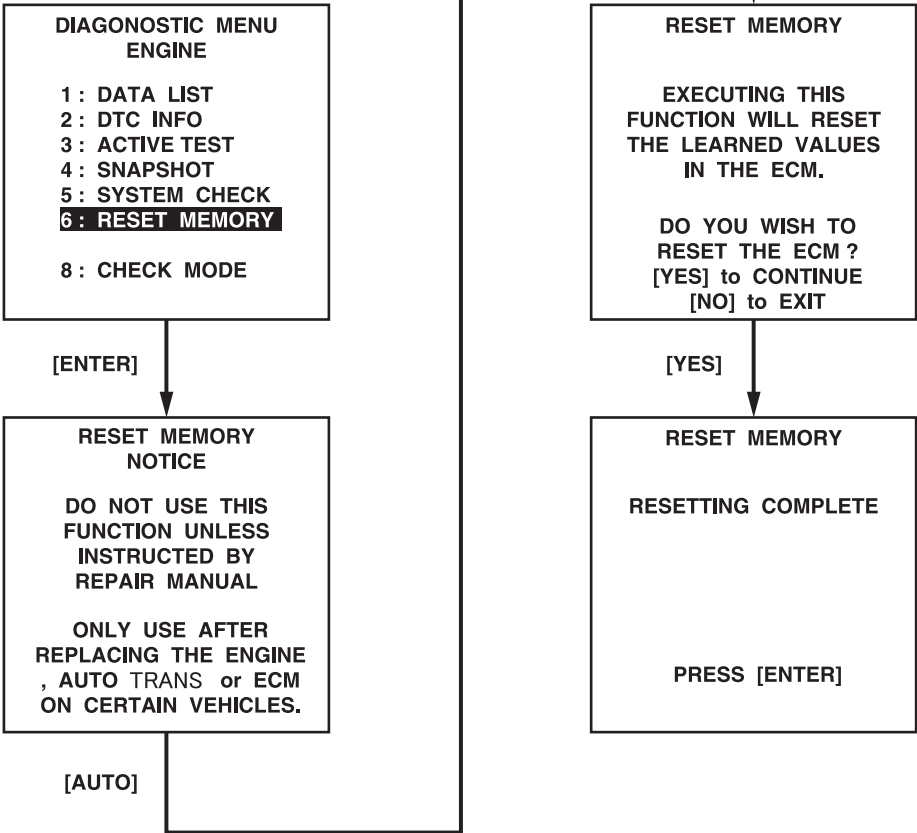 DIAGONOSTIC MENU
ENGINE
1 : DATA LIST
2 : DTC INFO
3 : ACTIVE TEST
4 : SNAPSHOT
5 : SYSTEM CHECK
6 : RESET MEMORY
8 : CHECK MODE
[ENTER]
RESET MEMORY
NOTICE
DO NOT USE THIS
FUNCTION UNLESS
INSTRUCTED BY
REPAIR MANUAL
ONLY USE AFTER
REPLACING THE ENGINE
, AUTO TRANS or ECM
ON CERTAIN VEHICLES.
[AUTO]
RESET MEMORY
EXECUTING THIS
FUNCTION WILL RESET
THE LEARNED VALUES
IN THE ECM.
DO YOU WISH TO
RESET THE ECM ?
[YES] to CONTINUE
[NO] to EXIT
[YES]
RESET MEMORY
RESETTING COMPLETE
PRESS [ENTER]